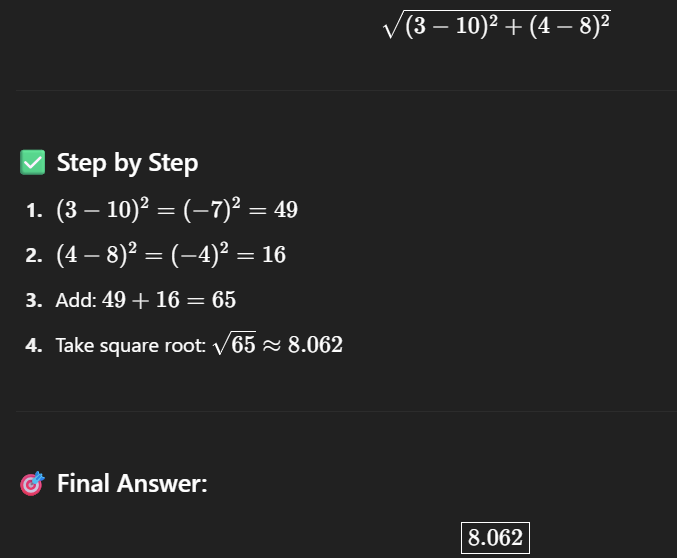 √(3 – 10)² + (4 – 8)²
✅ Step by Step
1. (3 – 10)² = (–7)² = 49
2. (4 – 8)² = (–4)² = 16
3. Add: 49 + 16 = 65
4. Take square root: √65 ≈ 8.062
🎯 Final Answer:
8.062